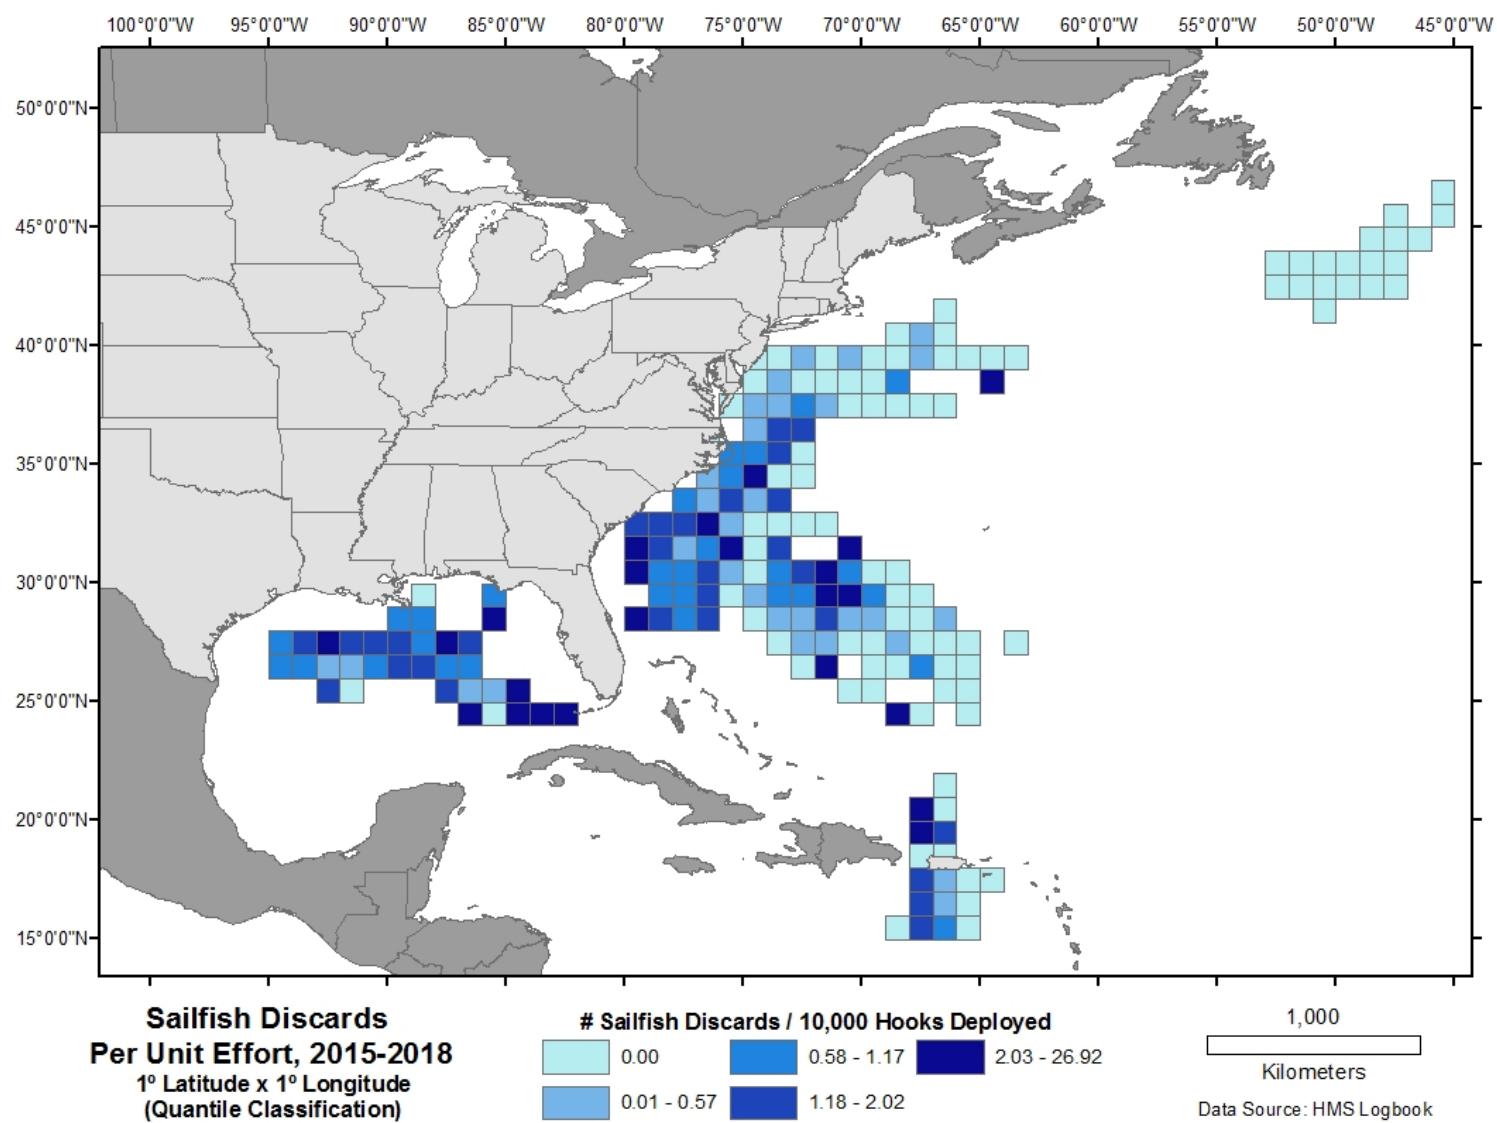 100°0'0"W 95°0'0"W 90°0'0"W 85°0'0"W 80°0'0"W 75°0'0"W 70°0'0"W 65°0'0"W 60°0'0"W 55°0'0"W 50°0'0"W 45°0'0"W
50°0'0"N
45°0'0"N
40°0'0"N
35°0'0"N
30°0'0"N
25°0'0"N
20°0'0"N
15°0'0"N
Sailfish Discards
Per Unit Effort, 2015-2018
1º Latitude x 1º Longitude
(Quantile Classification)
# Sailfish Discards / 10,000 Hooks Deployed
0.00 0.58 - 1.17 2.03 - 26.92
0.01 - 0.57 1.18 - 2.02
1,000
Kilometers
Data Source: HMS Logbook